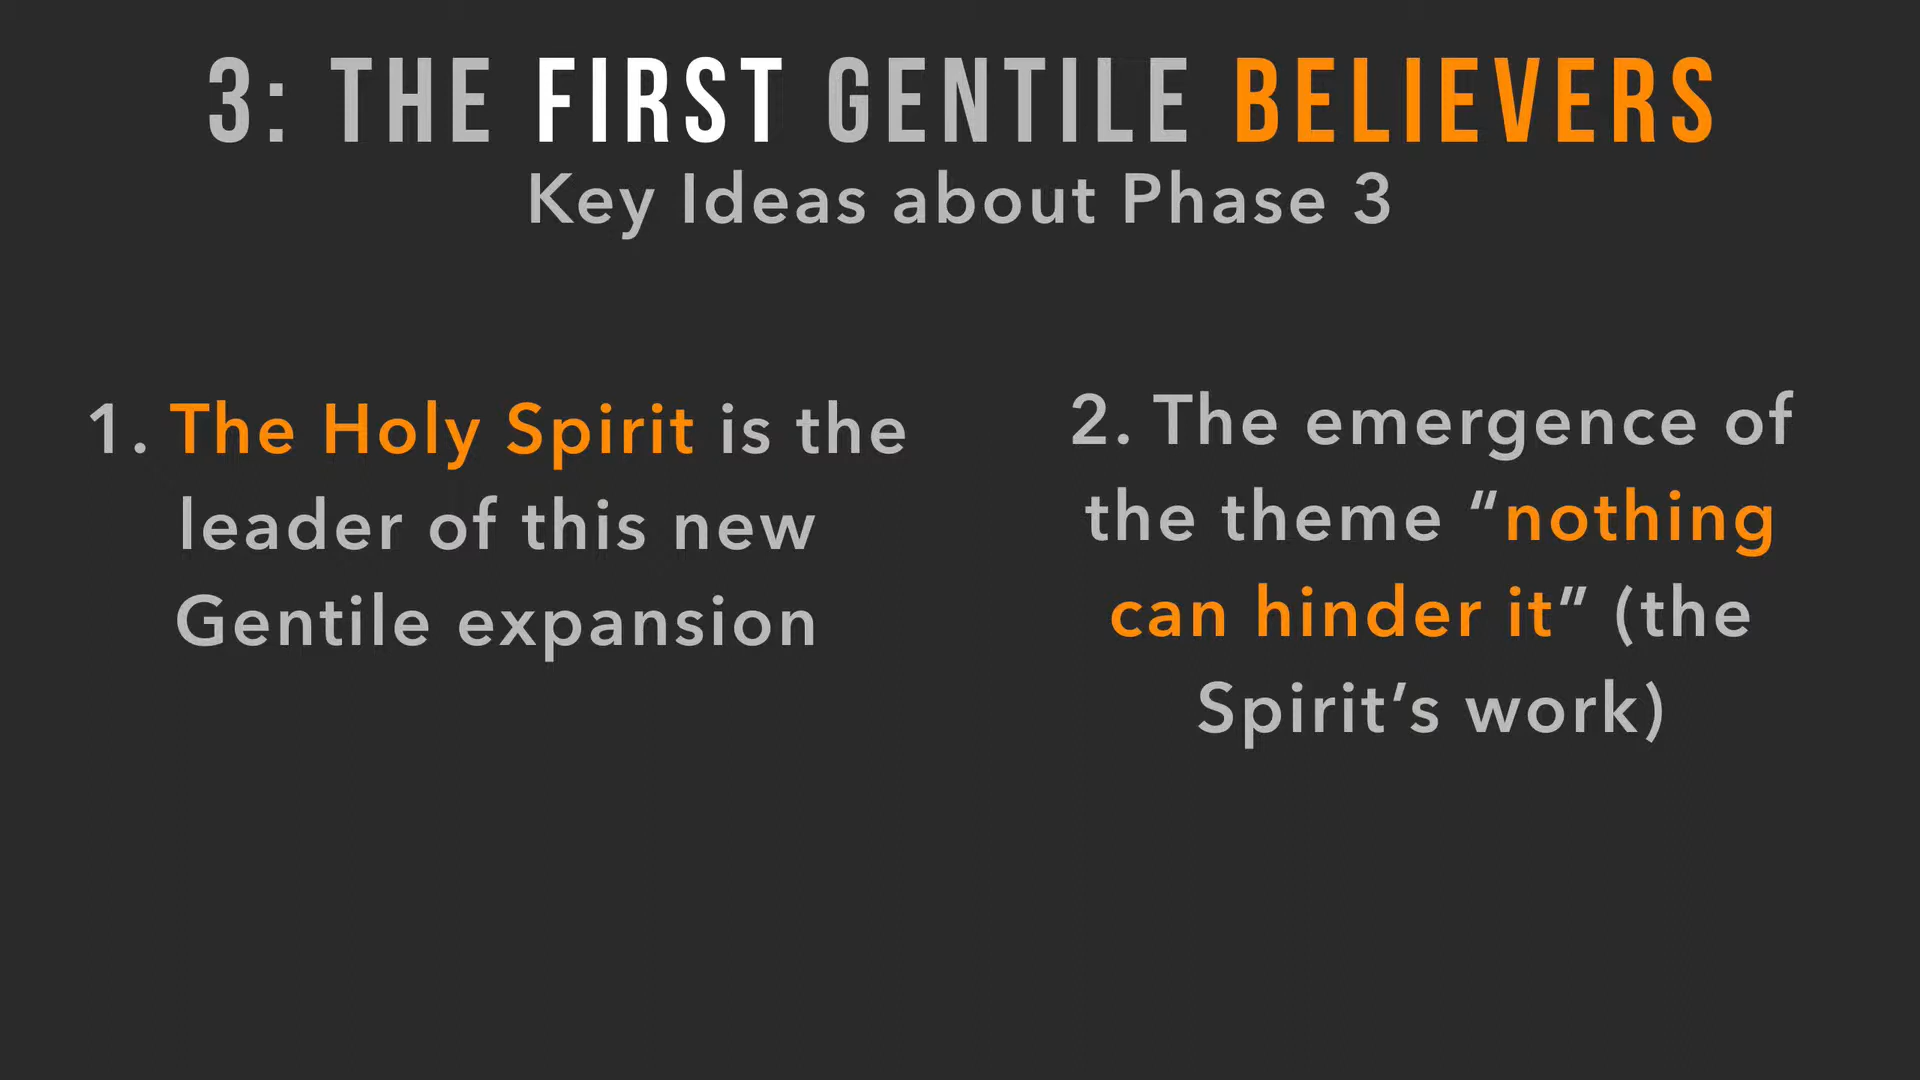 3: THE FIRST GENTILE BELIEVERS
Key Ideas about Phase 3
1. The Holy Spirit is the
leader of this new
Gentile expansion
2. The emergence of
the theme “nothing
can hinder it” (the
Spirit’s work)